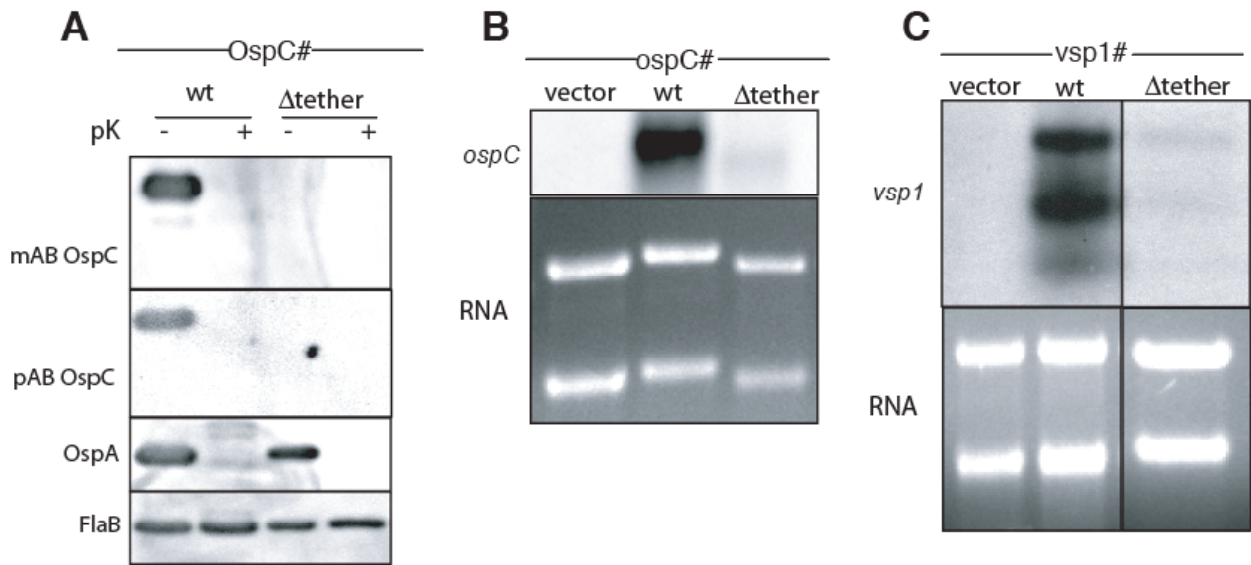 A
OspC#
wt
Δtether
pK - + - +
mAB OspC
pAB OspC
OspA
FlaB
B
ospC#
vector wt Δtether
ospC
RNA
C
vsp1#
vector wt Δtether
vsp1
RNA